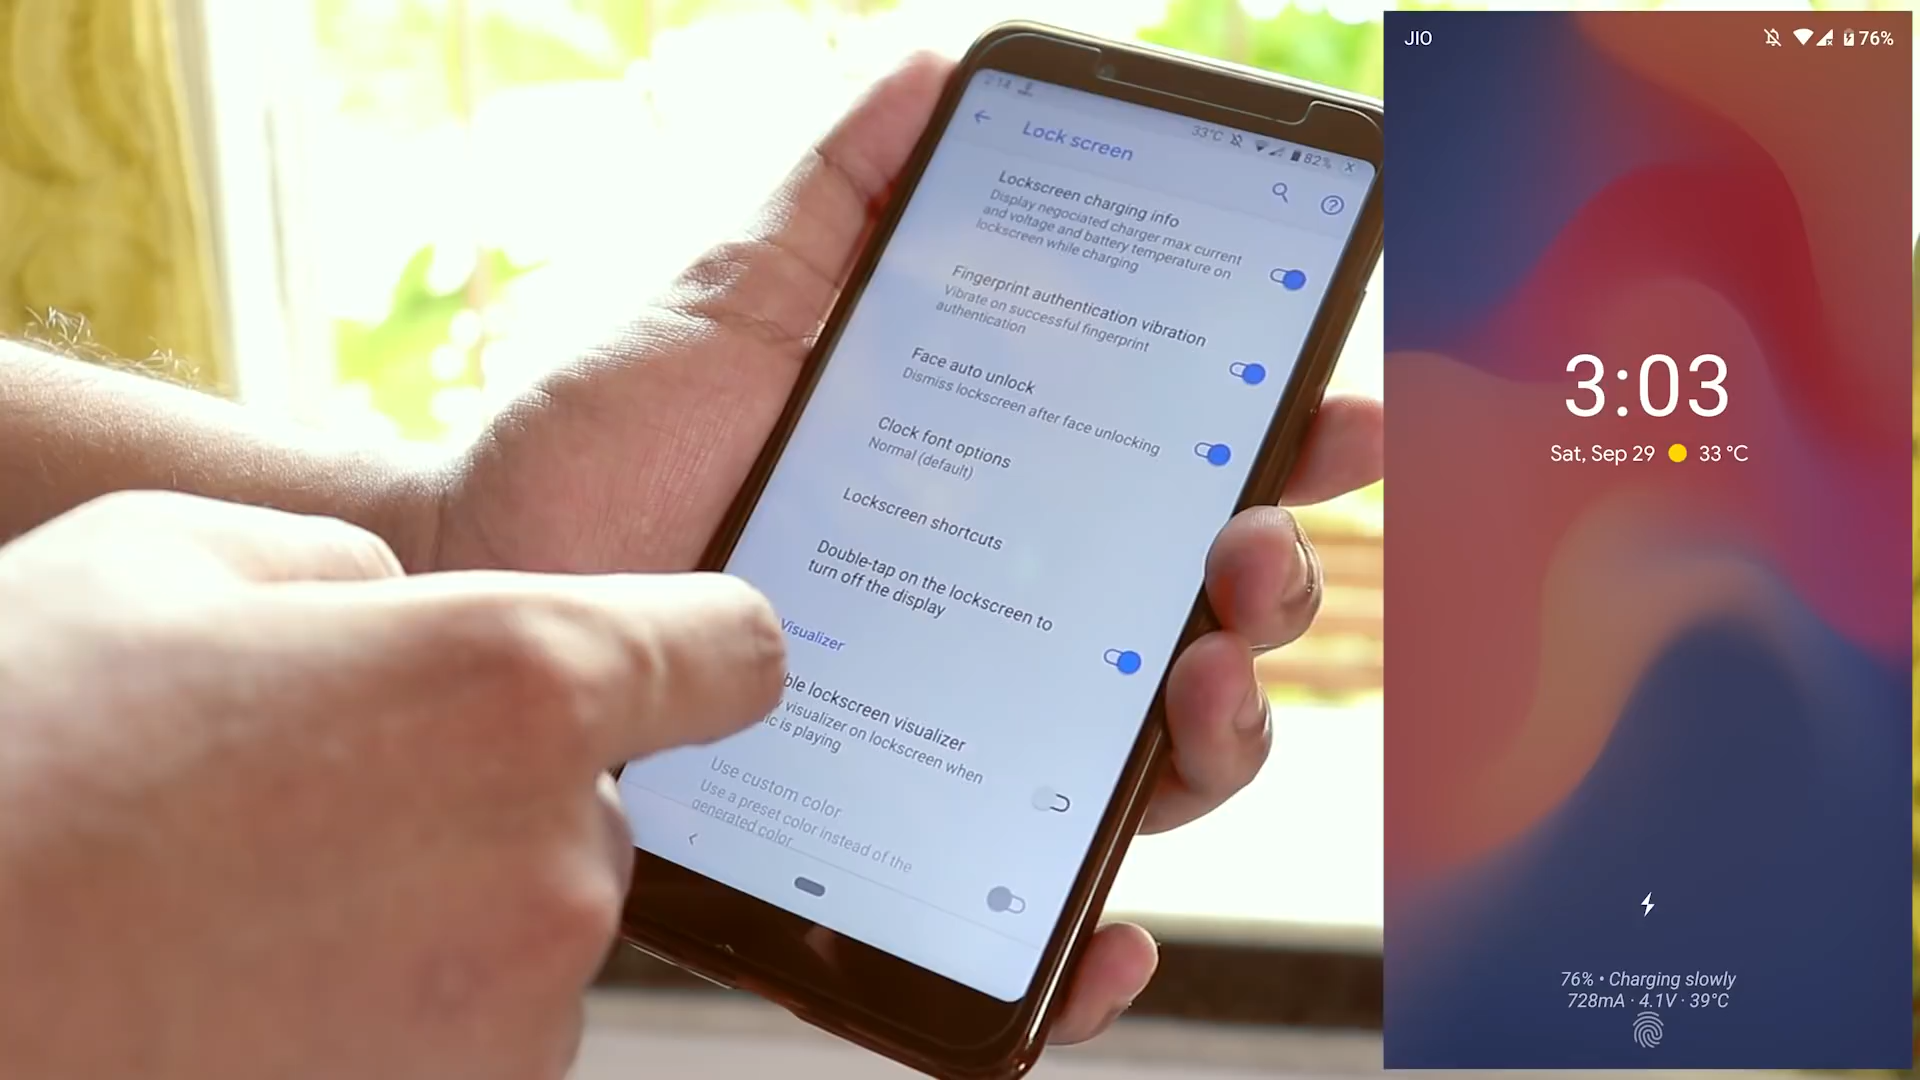 2:14
33°C 82%
Lock screen
Lockscreen charging info
Display negociated charger max current
and voltage and battery temperature on
lockscreen while charging
Fingerprint authentication vibration
Vibrate on successful fingerprint
authentication
Face auto unlock
Dismiss lockscreen after face unlocking
Clock font options
Normal (default)
Lockscreen shortcuts
Double-tap on the lockscreen to
turn off the display
Visualizer
ble lockscreen visualizer
y visualizer on lockscreen when
ic is playing
Use custom color
Use a preset color instead of the
generated color
JIO
76%
3:03
Sat, Sep 29 33 °C
76% • Charging slowly
728mA · 4.1V · 39°C